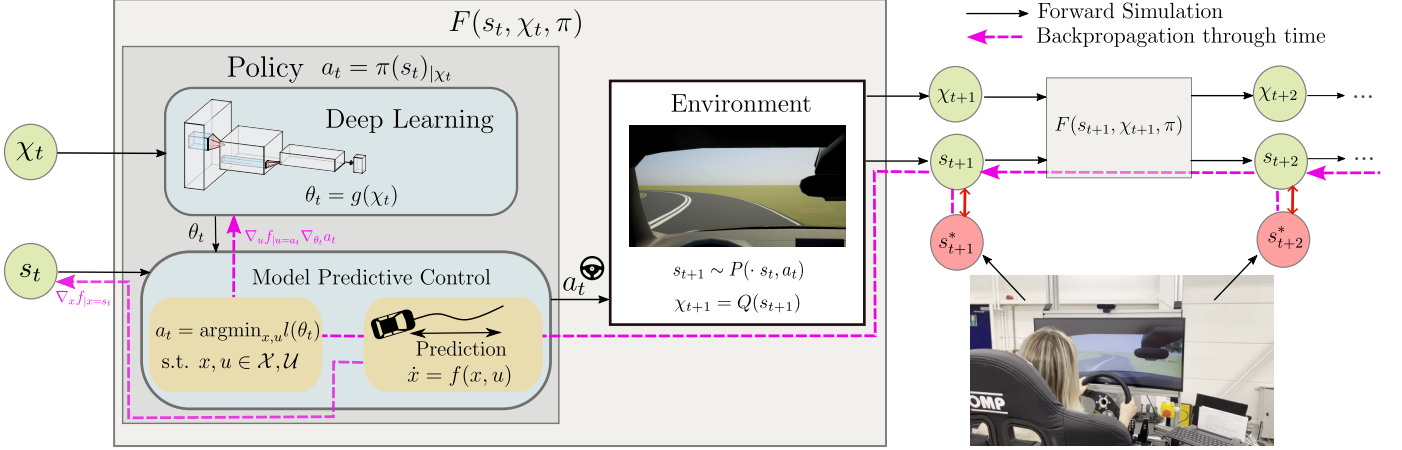 F(s_t, χ_t, π)
Forward Simulation
Backpropagation through time
Policy a_t = π(s_t)_{|χ_t}
Deep Learning
θ_t = g(χ_t)
χ_t
s_t
θ_t
∇_u f_{|u=a_t} ∇_{θ_t} a_t
∇_x f_{|x=s_t}
Model Predictive Control
a_t = argmin_{x,u} l(θ_t)
s.t. x, u ∈ 𝒳, 𝒰
Prediction
ẋ = f(x, u)
a_t
Environment
s_{t+1} ∼ P(· s_t, a_t)
χ_{t+1} = Q(s_{t+1})
χ_{t+1}
s_{t+1}
s*_{t+1}
F(s_{t+1}, χ_{t+1}, π)
χ_{t+2}
...
s_{t+2}
...
s*_{t+2}
OMP